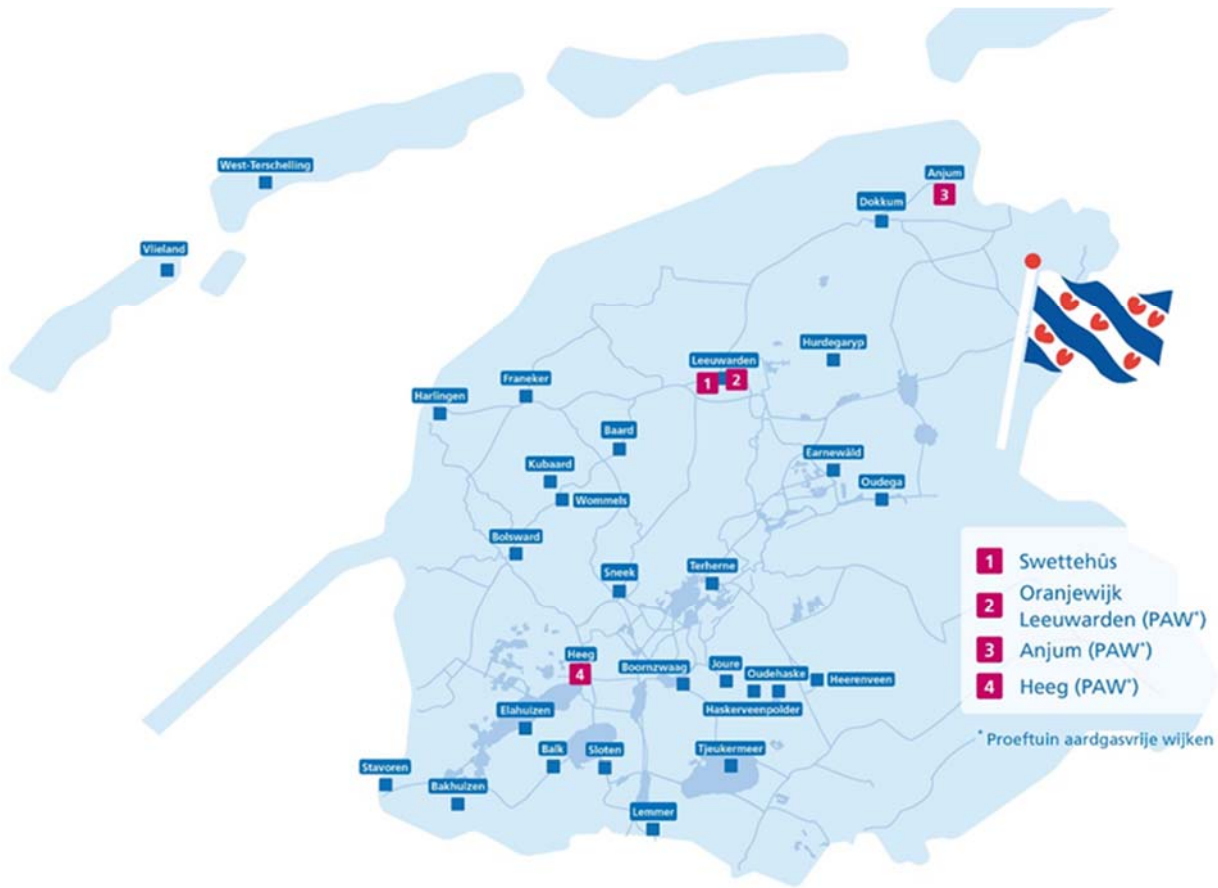 West-Terschelling
Anjum
3
Dokkum
Vlieland
Hurdegaryp
Leeuwarden
1 2
Franeker
Harlingen
Baard
Earnewâld
Kubaard
Oudega
Wommels
Bolsward
Terherne
Sneek
Heeg
4
Boornzwaag
Joure
Oudehaske
Heerenveen
Haskerveenpolder
Elahuizen
Balk
Sloten
Tjeukermeer
Stavoren
Bakhuizen
Lemmer
1 Swettehûs
2 Oranjewijk
Leeuwarden (PAW*)
3 Anjum (PAW*)
4 Heeg (PAW*)
* Proeftuin aardgasvrije wijken